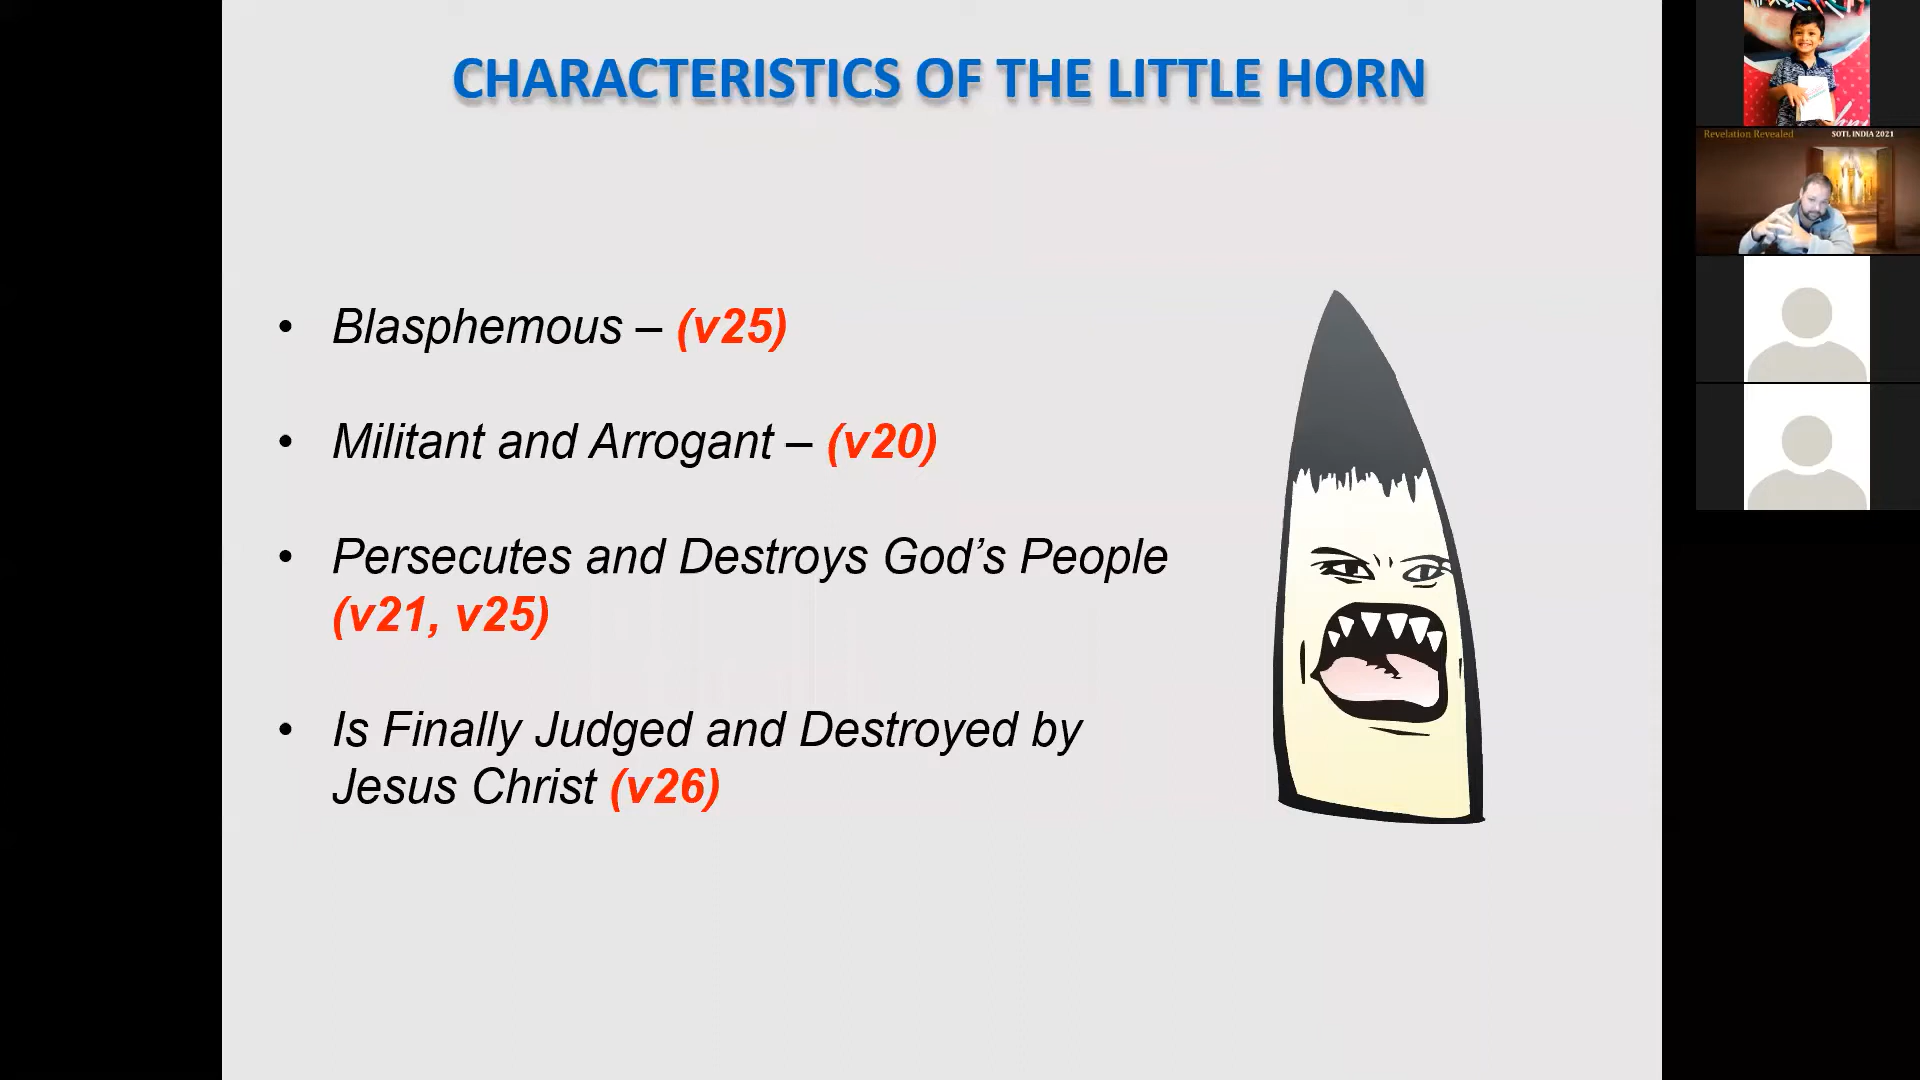 CHARACTERISTICS OF THE LITTLE HORN
• Blasphemous – (v25)
• Militant and Arrogant – (v20)
• Persecutes and Destroys God’s People
(v21, v25)
• Is Finally Judged and Destroyed by
Jesus Christ (v26)
Revelation Revealed
SOTI, INDIA 2021